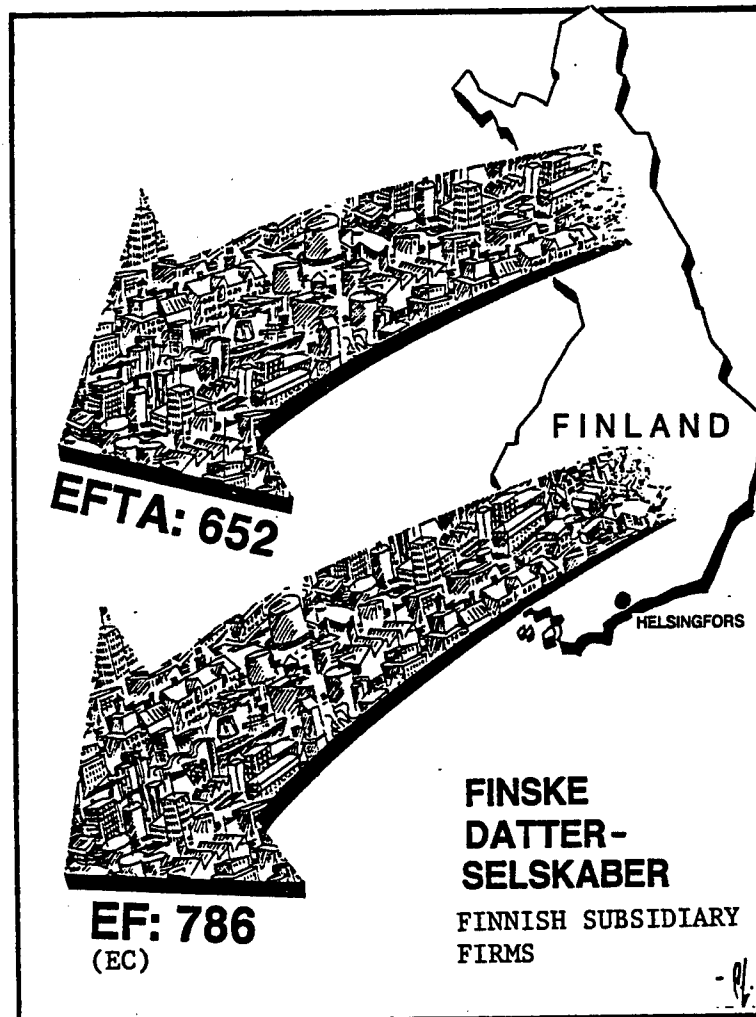 FINLAND
EFTA: 652
HELSINGFORS
EF: 786
(EC)
FINSKE
DATTER-
SELSKABER
FINNISH SUBSIDIARY
FIRMS